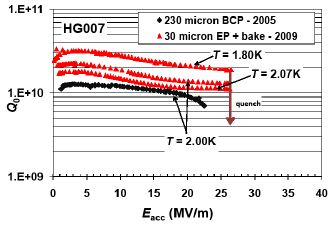 1.E+11
HG007
230 micron BCP - 2005
30 micron EP + bake - 2009
T = 1.80K
T = 2.07K
Q0
1.E+10
quench
T = 2.00K
1.E+09
0 5 10 15 20 25 30 35 40
Eacc (MV/m)